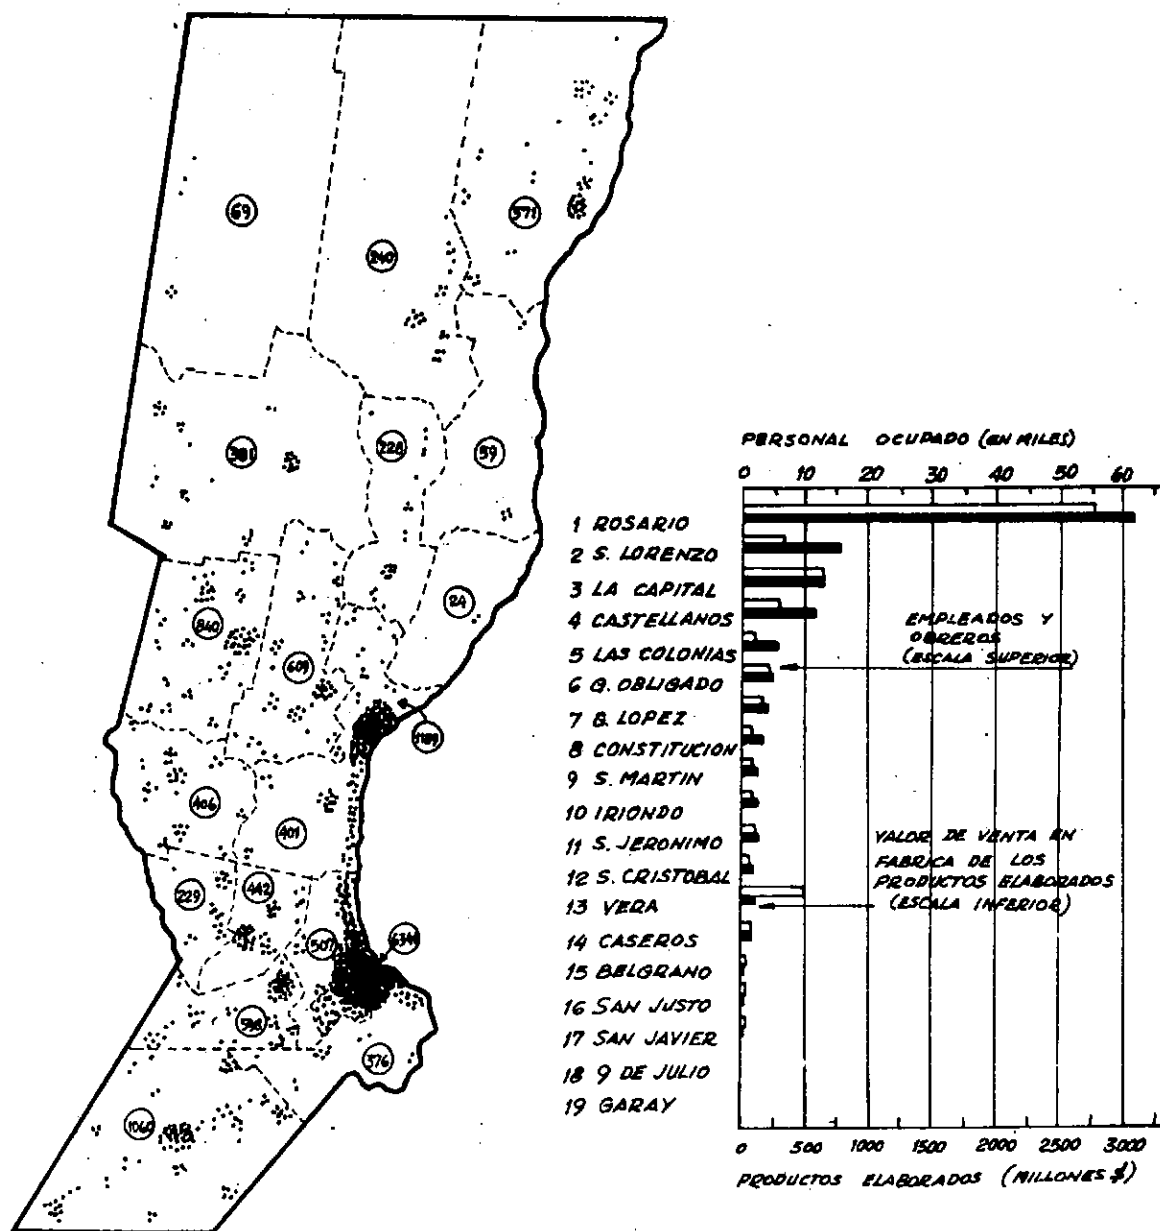 69
240
371
381
228
59
840
609
24
1189
406
401
229
442
507
598
376
1060
PERSONAL OCUPADO (EN MILES)
0 10 20 30 40 50 60
1 ROSARIO
2 S. LORENZO
3 LA CAPITAL
4 CASTELLANOS
5 LAS COLONIAS
6 G. OBLIGADO
7 G. LOPEZ
8 CONSTITUCION
9 S. MARTIN
10 IRIONDO
11 S. JERONIMO
12 S. CRISTOBAL
13 VERA
14 CASEROS
15 BELGRANO
16 SAN JUSTO
17 SAN JAVIER
18 9 DE JULIO
19 GARAY
EMPLEADOS Y
OBREROS
(ESCALA SUPERIOR)
VALOR DE VENTA EN
FABRICA DE LOS
PRODUCTOS ELABORADOS
(ESCALA INFERIOR)
0 500 1000 1500 2000 2500 3000
PRODUCTOS ELABORADOS (MILLONES $)